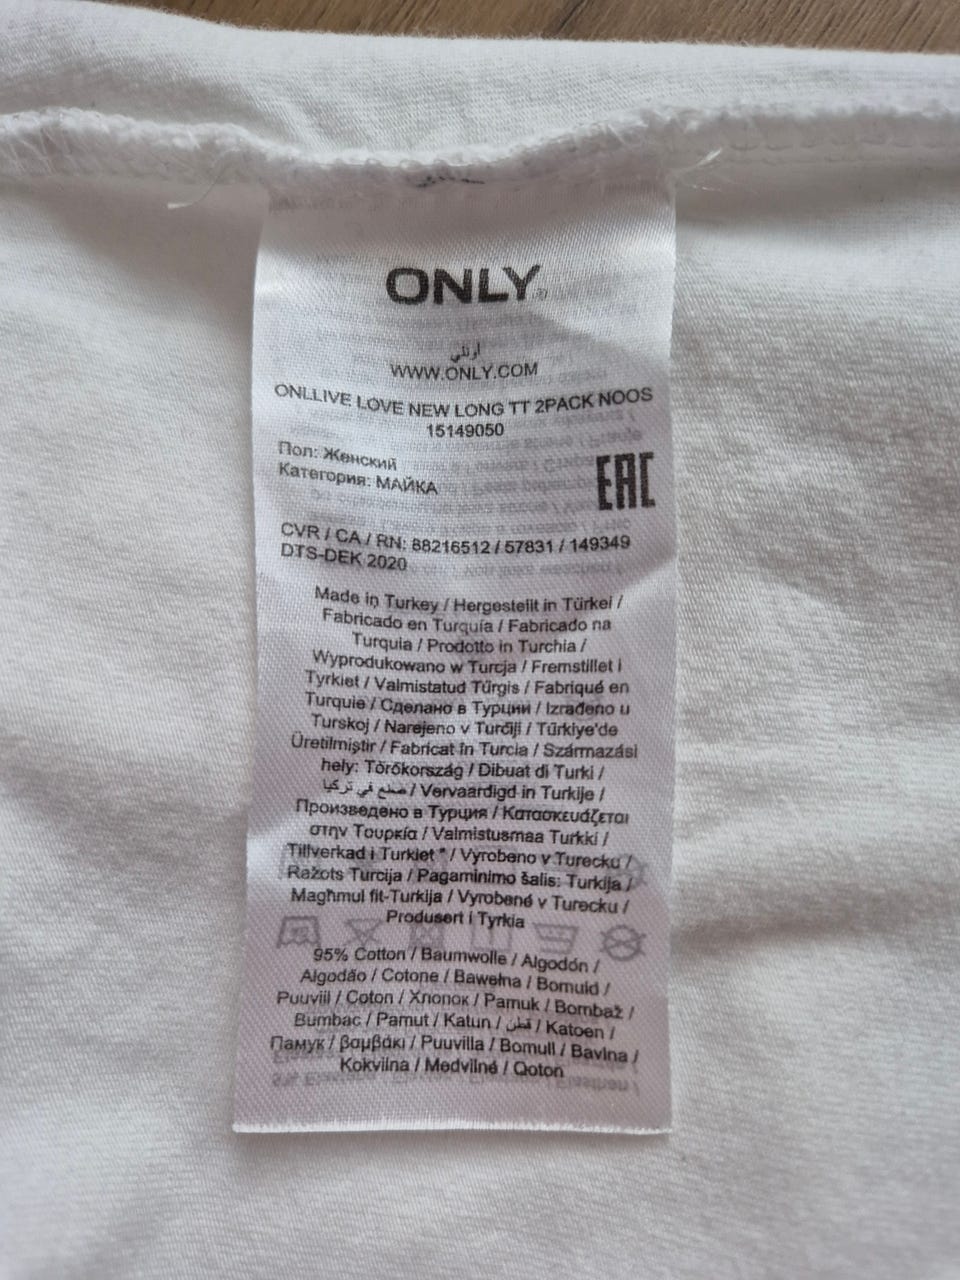 ONLY
اونلي
WWW.ONLY.COM
ONLLIVE LOVE NEW LONG TT 2PACK NOOS
15149050
Пол: Женский
Категория: МАЙКА
EAC
CVR / CA / RN: 88216512 / 57831 / 149349
DTS-DEK 2020
Made in Turkey / Hergestellt in Türkei /
Fabricado en Turquía / Fabricado na
Turquia / Prodotto in Turchia /
Wyprodukowano w Turcja / Fremstillet i
Tyrkiet / Valmistatud Türgis / Fabriqué en
Turquie / Сделано в Турции / Izrađeno u
Turskoj / Narejeno v Turčiji / Türkiye'de
Üretilmiştir / Fabricat în Turcia / Származási
hely: Törökország / Dibuat di Turki /
صنع في تركيا / Vervaardigd in Turkije /
Произведено в Турция / Κατασκευάζεται
στην Τουρκία / Valmistusmaa Turkki /
Tillverkad i Turkiet * / Vyrobeno v Turecku /
Ražots Turcija / Pagaminimo šalis: Turkija /
Magħmul fit-Turkija / Vyrobené v Turecku /
Produsert i Tyrkia
95% Cotton / Baumwolle / Algodón /
Algodão / Cotone / Bawełna / Bomuld /
Puuvill / Coton / Хлопок / Pamuk / Bombaž /
Bumbac / Pamut / Katun / قطن / Katoen /
Памук / βαμβάκι / Puuvilla / Bomull / Bavlna /
Kokvilna / Medvilnė / Qoton